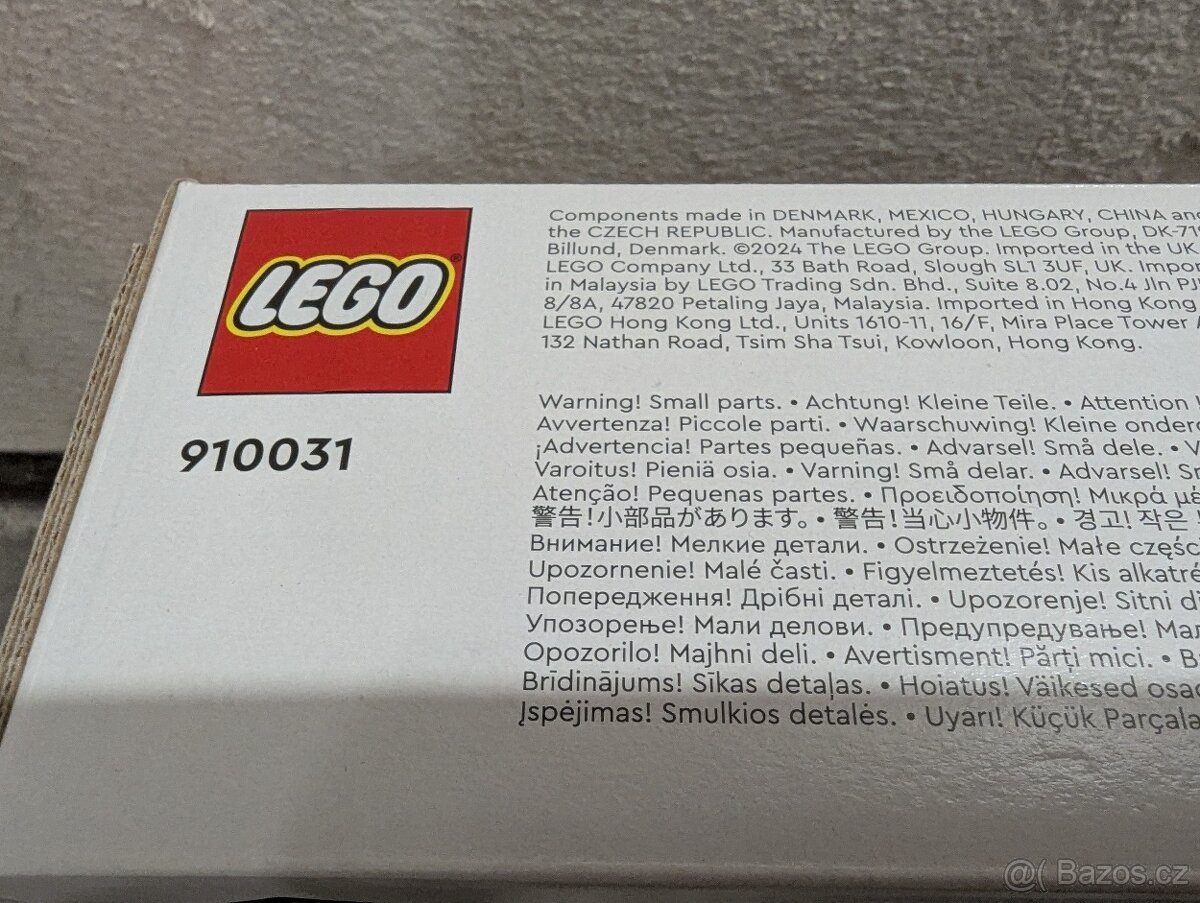 LEGO®
910031
Components made in DENMARK, MEXICO, HUNGARY, CHINA and
the CZECH REPUBLIC. Manufactured by the LEGO Group,
Billund, Denmark. ©2024 The LEGO Group. Imported in the UK
LEGO Company Ltd., 33 Bath Road, Slough SL1 3UF, UK.
in Malaysia by LEGO Trading Sdn. Bhd., Suite 8.02, No.4 Jln
8/8A, 47820 Petaling Jaya, Malaysia. Imported in Hong Kong
LEGO Hong Kong Ltd., Units 1610-11, 16/F, Mira Place Tower
132 Nathan Road, Tsim Sha Tsui, Kowloon, Hong Kong.
Warning! Small parts. • Achtung! Kleine Teile. • Attention
Avvertenza! Piccole parti. • Waarschuwing! Kleine
¡Advertencia! Partes pequeñas. • Advarsel! Små dele. •
Varoitus! Pieniä osia. • Varning! Små delar. • Advarsel!
Atenção! Pequenas partes. • Προειδοποίηση! Μικρά
警告！小部品があります。• 警告！当心小物件。• 경고! 작은
Внимание! Мелкие детали. • Ostrzeżenie! Małe
Upozornenie! Malé časti. • Figyelmeztetés! Kis
Попередження! Дрібні деталі. • Upozorenje! Sitni
Упозорење! Мали делови. • Предупредување!
Opozorilo! Majhni deli. • Avertisment! Părți mici. •
Brīdinājums! Sīkas detaļas. • Hoiatus! Väikesed
Įspėjimas! Smulkios detalės. • Uyarı! Küçük
@( Bazos.cz